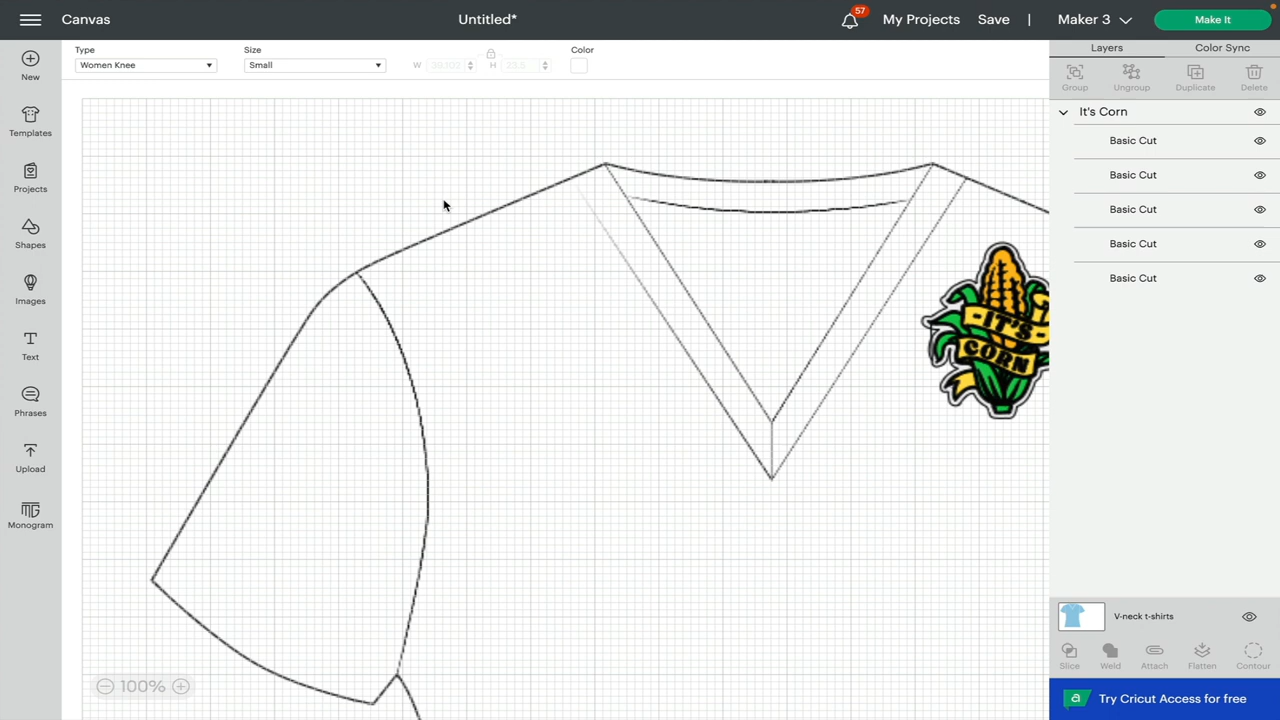 Canvas
Untitled*
57
My Projects
Save
|
Maker 3
Make It
Type
Women Knee
Size
Small
W
H
23.5
Color
Layers
Color Sync
Group
Ungroup
Duplicate
Delete
It's Corn
Basic Cut
Basic Cut
Basic Cut
Basic Cut
Basic Cut
New
Templates
Projects
Shapes
Images
Text
Phrases
Upload
Monogram
-IT'S-
CORN
100%
V-neck t-shirts
Slice
Weld
Attach
Flatten
Contour
a
Try Cricut Access for free